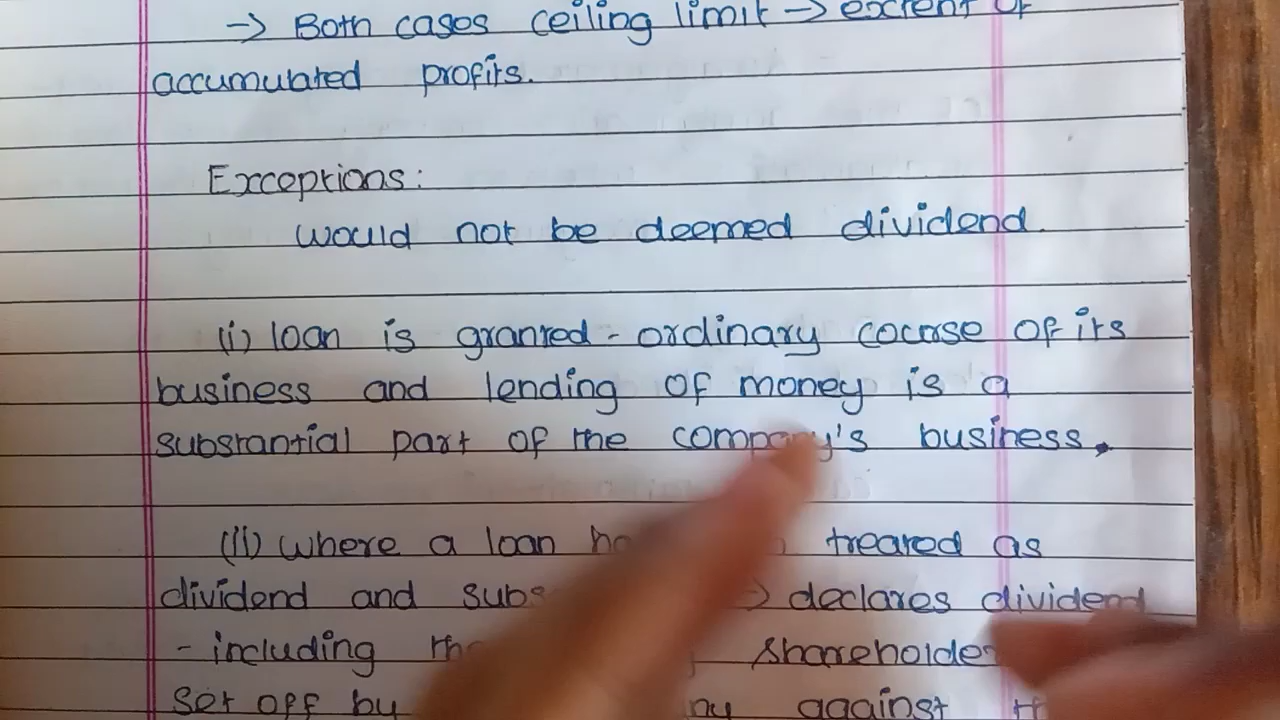 → Both cases ceiling limit → extent of
accumulated profits.
Exceptions:
would not be deemed dividend.
(i) loan is granted - ordinary course of its
business and lending of money is a
substantial part of the company's business.
(ii) where a loan treated as
dividend and → declares dividend
- including shareholder
set off by against